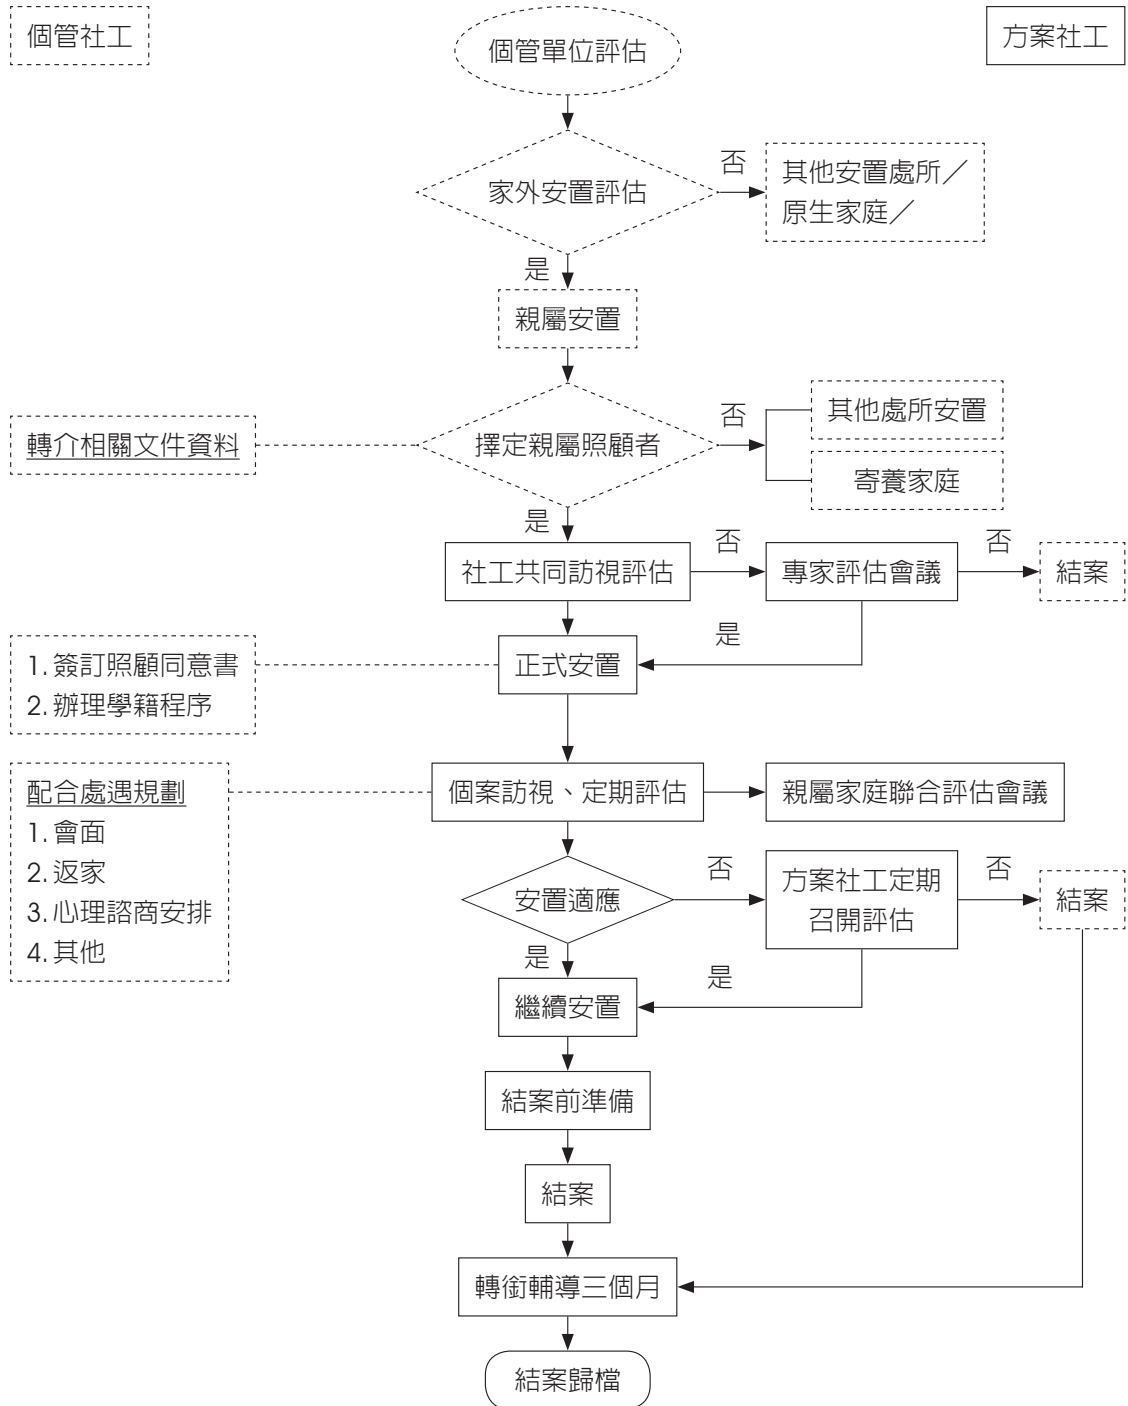 個管社工
個管單位評估
方案社工
家外安置評估
否
其他安置處所／
原生家庭／
是
親屬安置
轉介相關文件資料
擇定親屬照顧者
否
其他處所安置
寄養家庭
是
社工共同訪視評估
否
專家評估會議
否
結案
是
1. 簽訂照顧同意書
2. 辦理學籍程序
正式安置
配合處遇規劃
1. 會面
2. 返家
3. 心理諮商安排
4. 其他
個案訪視、定期評估
親屬家庭聯合評估會議
安置適應
否
方案社工定期
召開評估
否
結案
是
是
繼續安置
結案前準備
結案
轉銜輔導三個月
結案歸檔